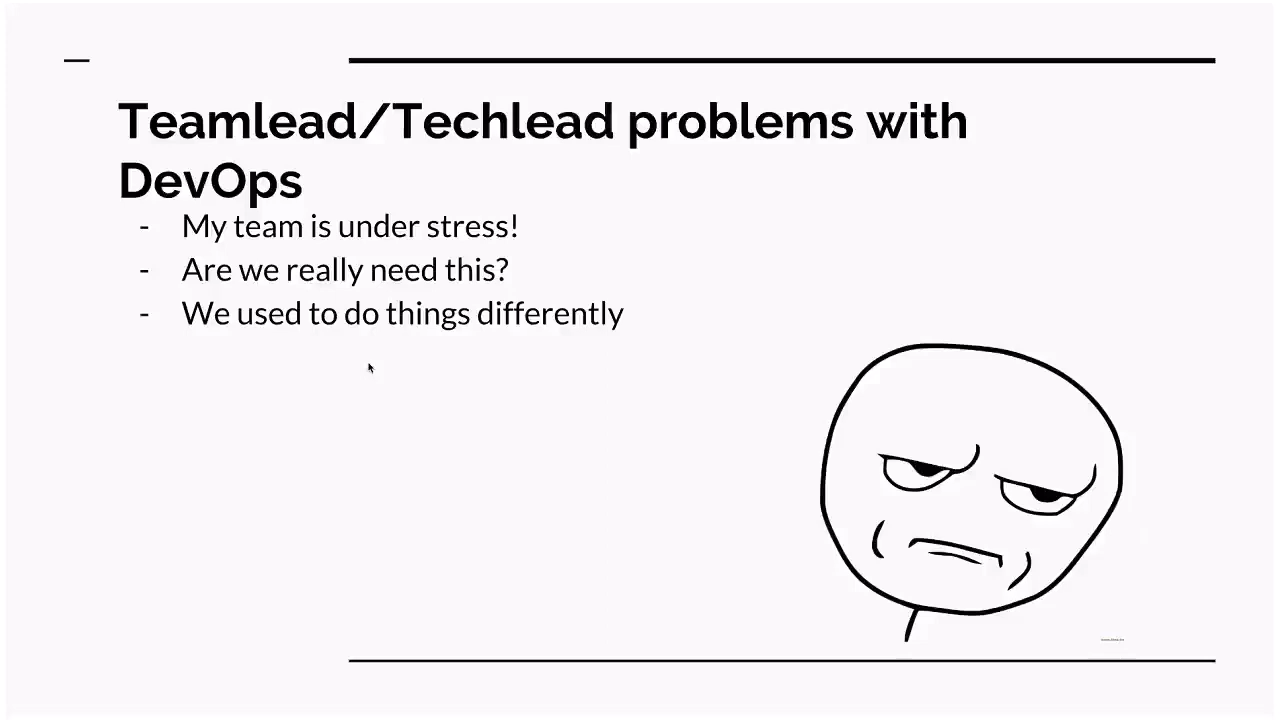 Teamlead/Techlead problems with
DevOps
- My team is under stress!
- Are we really need this?
- We used to do things differently